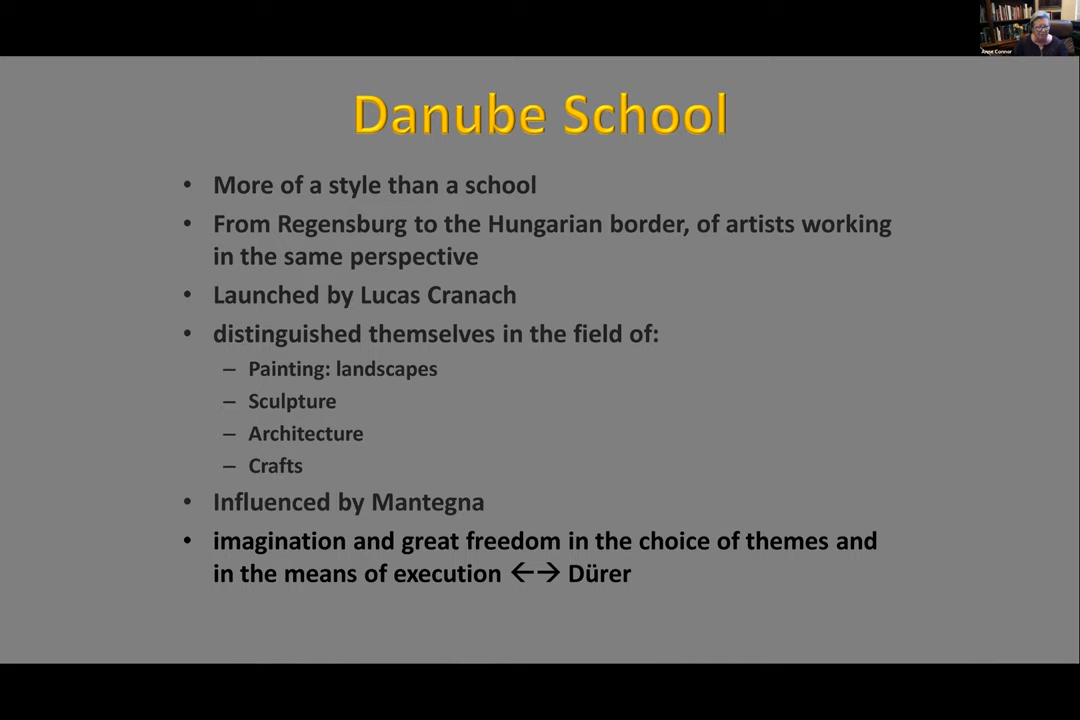 Anne Connor
Danube School
• More of a style than a school
• From Regensburg to the Hungarian border, of artists working
in the same perspective
• Launched by Lucas Cranach
• distinguished themselves in the field of:
– Painting: landscapes
– Sculpture
– Architecture
– Crafts
• Influenced by Mantegna
• imagination and great freedom in the choice of themes and
in the means of execution ←→ Dürer